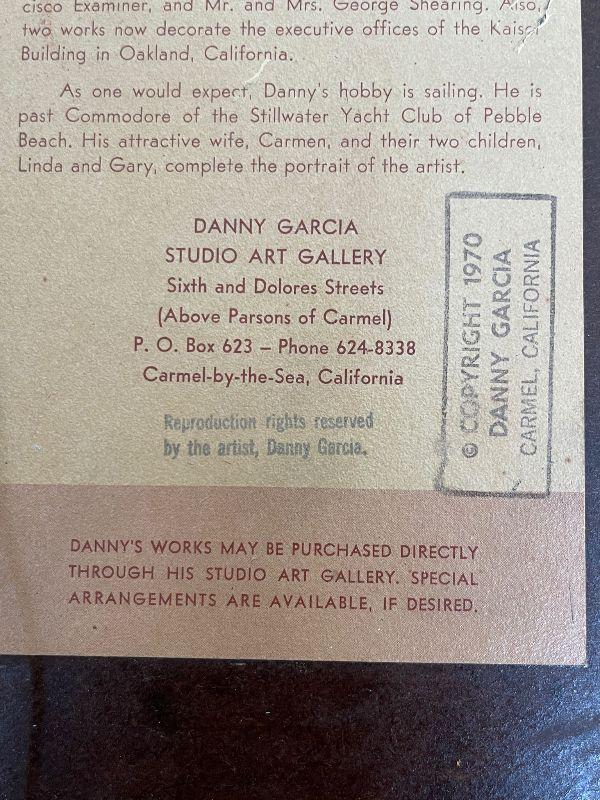 cisco Examiner, and Mr. and Mrs. George Shearing. Also,
two works now decorate the executive offices of the Kaiser
Building in Oakland, California.
As one would expect, Danny's hobby is sailing. He is
past Commodore of the Stillwater Yacht Club of Pebble
Beach. His attractive wife, Carmen, and their two children,
Linda and Gary, complete the portrait of the artist.
DANNY GARCIA
STUDIO ART GALLERY
Sixth and Dolores Streets
(Above Parsons of Carmel)
P. O. Box 623 – Phone 624-8338
Carmel-by-the-Sea, California
Reproduction rights reserved
by the artist, Danny Garcia.
© COPYRIGHT 1970
DANNY GARCIA
CARMEL, CALIFORNIA
DANNY'S WORKS MAY BE PURCHASED DIRECTLY
THROUGH HIS STUDIO ART GALLERY. SPECIAL
ARRANGEMENTS ARE AVAILABLE, IF DESIRED.